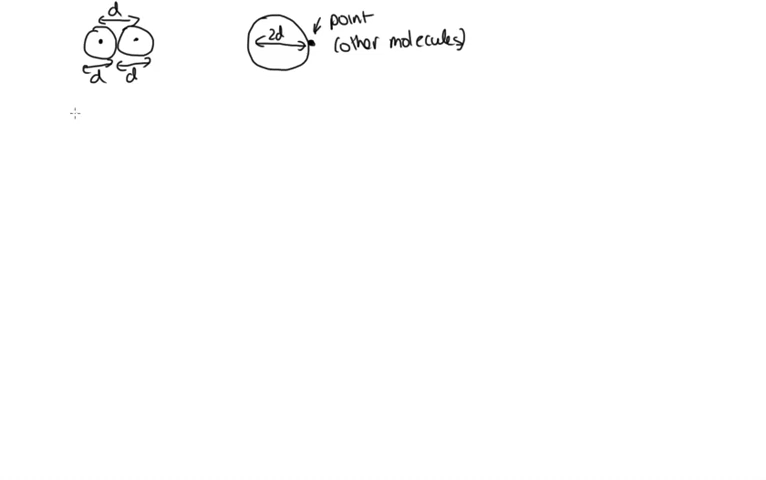 d
d d
2d
point
(other molecules)